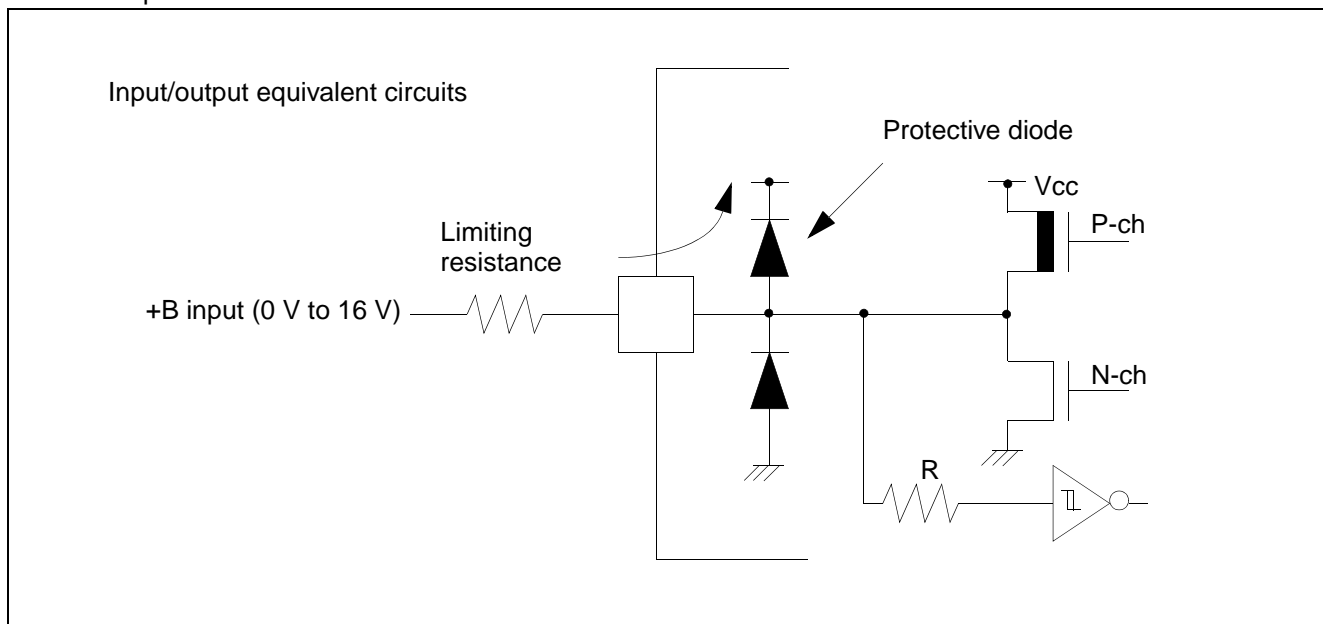 Input/output equivalent circuits
Protective diode
Vcc
P-ch
Limiting
resistance
+B input (0 V to 16 V)
N-ch
R